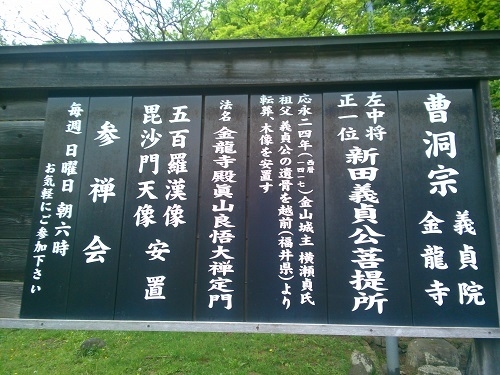 曹洞宗 義貞院 金龍寺
左中将
正一位 新田義貞公菩提所
応永二四年(西暦一四一七)金山城主 横瀬貞氏
祖父 義貞公の遺骨を越前(福井県)より
転葬、木像を安置す
法名 金龍寺殿眞山良悟大禅定門
五百羅漢像
毘沙門天像 安置
参禅会
毎週 日曜日 朝六時
お気軽にご参加下さい